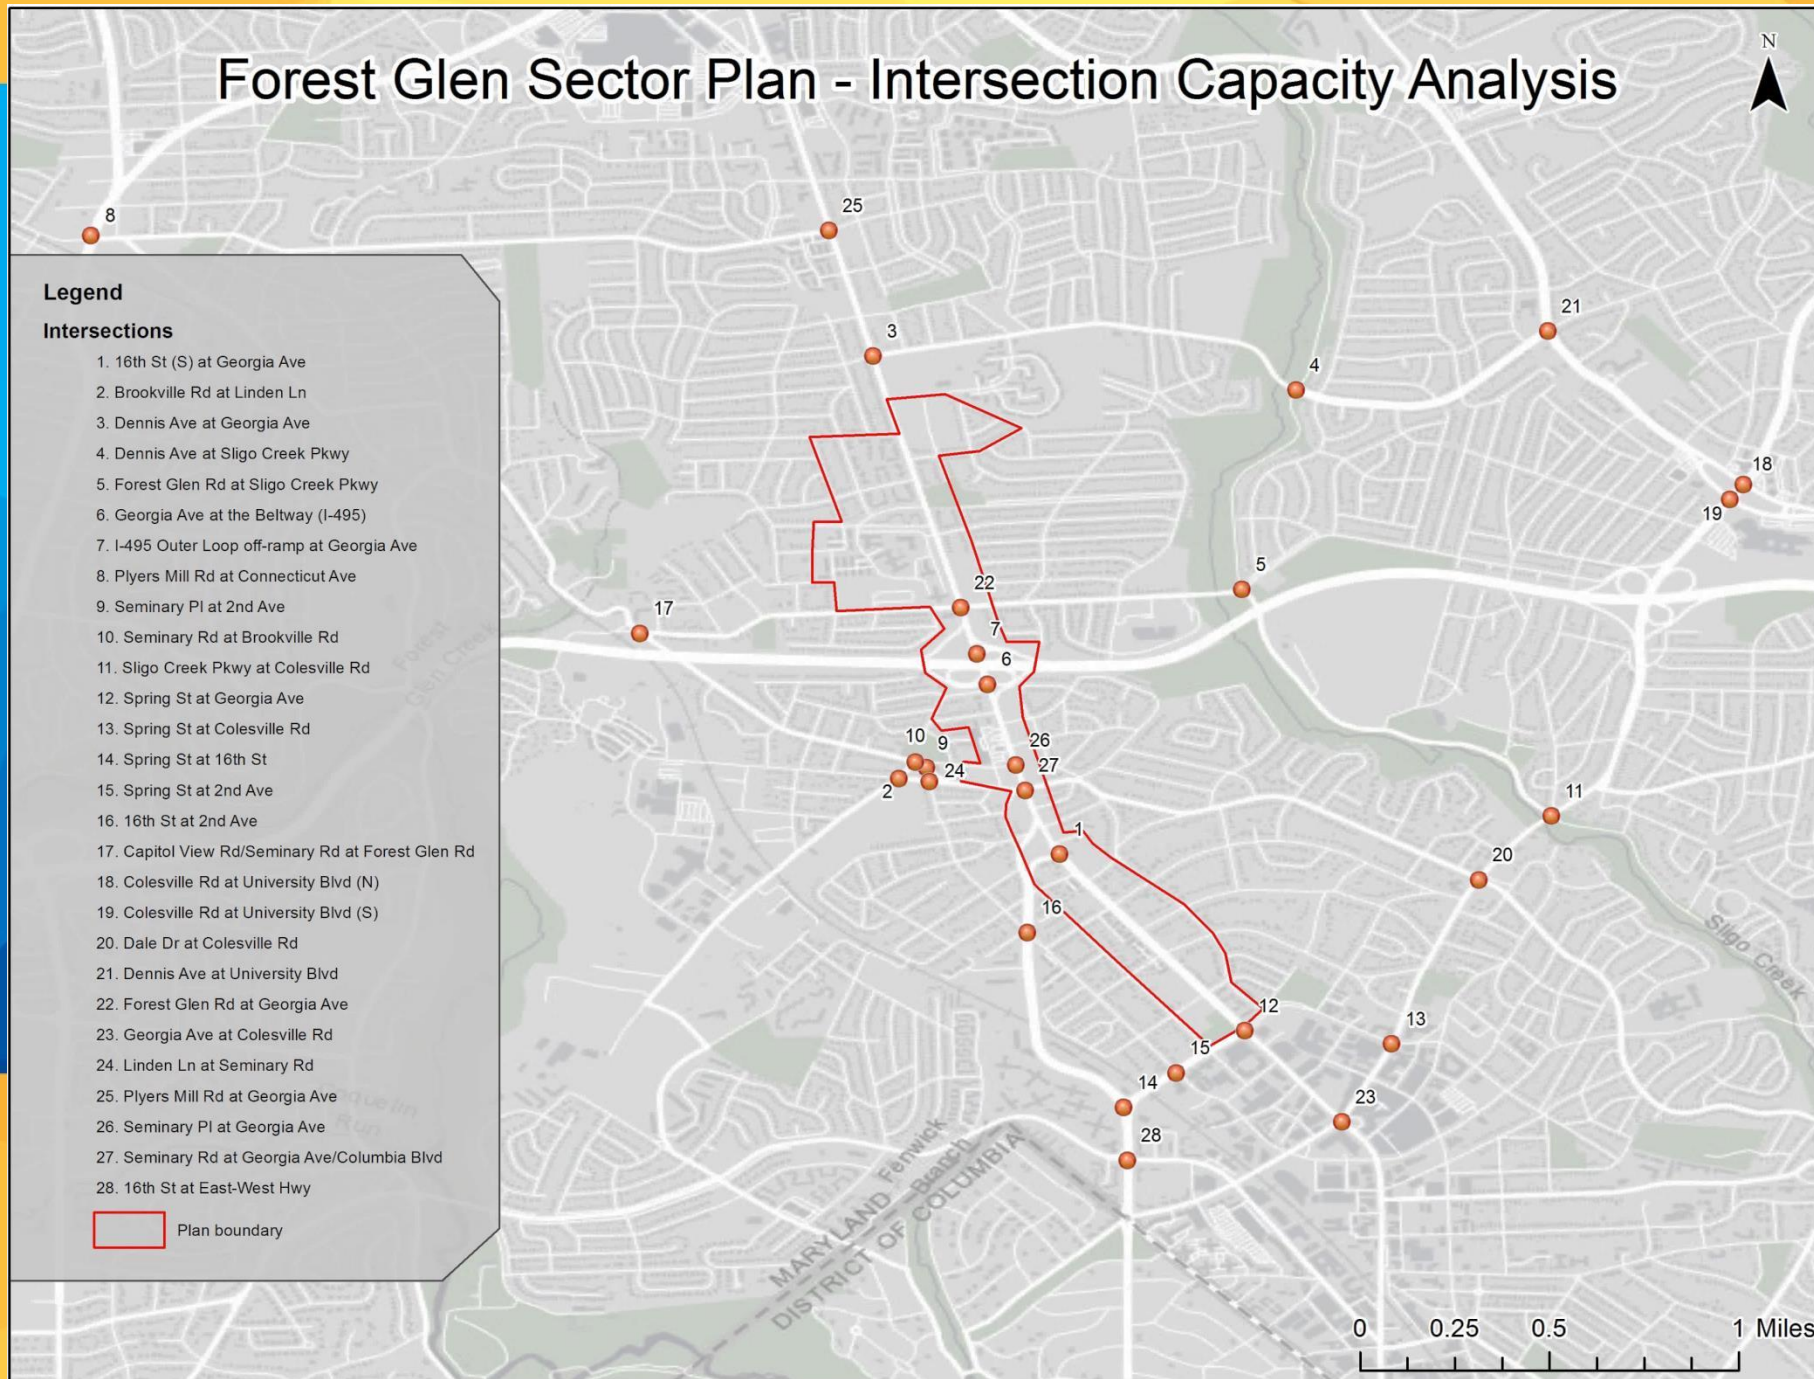 Forest Glen Sector Plan - Intersection Capacity Analysis
N
8
25
Legend
Intersections
1. 16th St (S) at Georgia Ave
2. Brookville Rd at Linden Ln
3. Dennis Ave at Georgia Ave
4. Dennis Ave at Sligo Creek Pkwy
5. Forest Glen Rd at Sligo Creek Pkwy
6. Georgia Ave at the Beltway (I-495)
7. I-495 Outer Loop off-ramp at Georgia Ave
8. Plyers Mill Rd at Connecticut Ave
9. Seminary Pl at 2nd Ave
10. Seminary Rd at Brookville Rd
11. Sligo Creek Pkwy at Colesville Rd
12. Spring St at Georgia Ave
13. Spring St at Colesville Rd
14. Spring St at 16th St
15. Spring St at 2nd Ave
16. 16th St at 2nd Ave
17. Capitol View Rd/Seminary Rd at Forest Glen Rd
18. Colesville Rd at University Blvd (N)
19. Colesville Rd at University Blvd (S)
20. Dale Dr at Colesville Rd
21. Dennis Ave at University Blvd
22. Forest Glen Rd at Georgia Ave
23. Georgia Ave at Colesville Rd
24. Linden Ln at Seminary Rd
25. Plyers Mill Rd at Georgia Ave
26. Seminary Pl at Georgia Ave
27. Seminary Rd at Georgia Ave/Columbia Blvd
28. 16th St at East-West Hwy
Plan boundary
Forest
Glen Creek
Coquelin
Run
21
3
4
18
19
5
22
17
7
6
26
10
9
27
24
2
11
1
20
16
12
13
15
14
23
28
Sligo Creek
Fenwick
Branch
MARYLAND
DISTRICT OF COLUMBIA
0
0.25
0.5
1 Miles